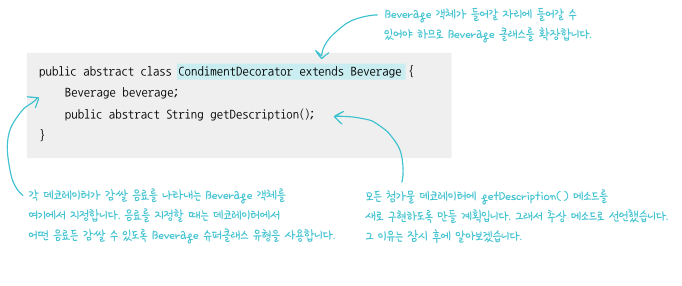 Beverage 객체가 들어갈 자리에 들어갈 수
있어야 하므로 Beverage 클래스를 확장합니다.
public abstract class CondimentDecorator extends Beverage {
Beverage beverage;
public abstract String getDescription();
}
각 데코레이터가 감쌀 음료를 나타내는 Beverage 객체를
여기에서 지정합니다. 음료를 지정할 때는 데코레이터에서
어떤 음료든 감쌀 수 있도록 Beverage 슈퍼클래스 유형을 사용합니다.
모든 첨가물 데코레이터에 getDescription() 메소드를
새로 구현하도록 만들 계획입니다. 그래서 추상 메소드로 선언했습니다.
그 이유는 잠시 후에 알아보겠습니다.